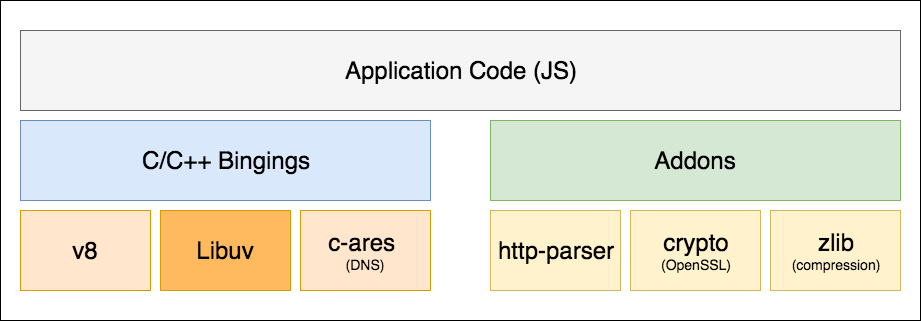 Application Code (JS)
C/C++ Bingings
Addons
v8
Libuv
c-ares
(DNS)
http-parser
crypto
(OpenSSL)
zlib
(compression)